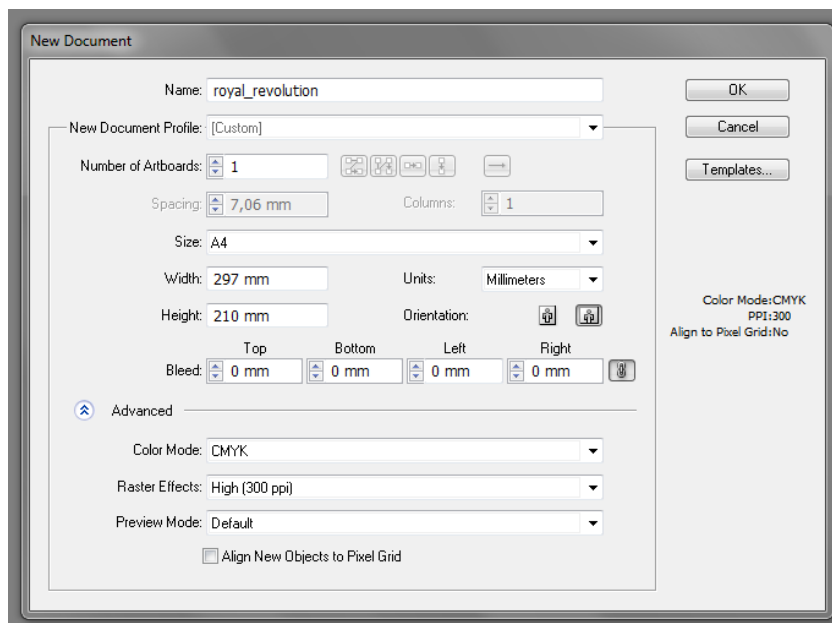 New Document
Name: royal_revolution
OK
New Document Profile: [Custom]
Cancel
Number of Artboards: 1
Templates...
Spacing: 7,06 mm Columns: 1
Size: A4
Width: 297 mm Units: Millimeters
Height: 210 mm Orientation:
Color Mode:CMYK
PPI:300
Align to Pixel Grid:No
Top Bottom Left Right
Bleed: 0 mm 0 mm 0 mm 0 mm
Advanced
Color Mode: CMYK
Raster Effects: High (300 ppi)
Preview Mode: Default
Align New Objects to Pixel Grid